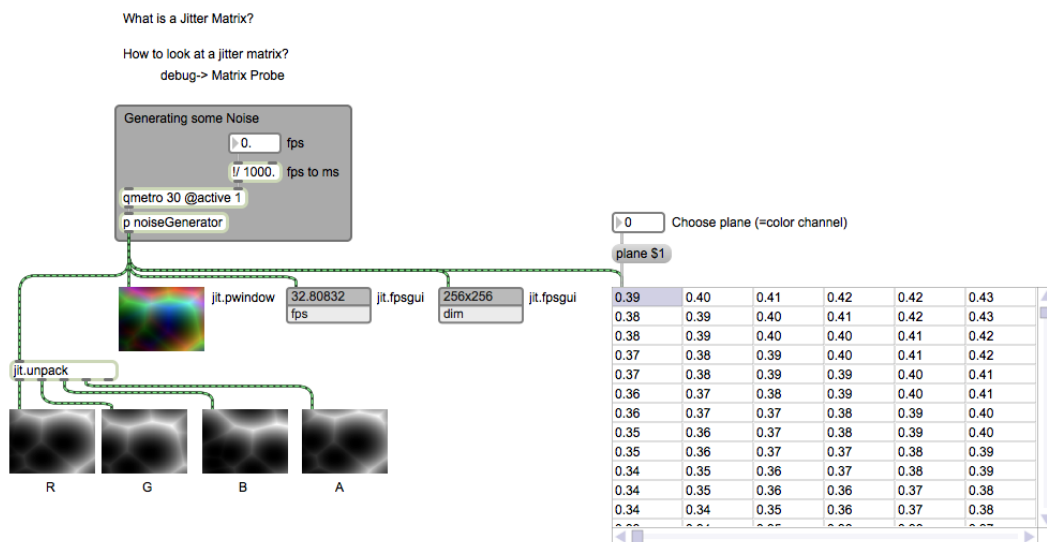 What is a Jitter Matrix?
How to look at a jitter matrix?
debug-> Matrix Probe
Generating some Noise
0. fps
!/ 1000. fps to ms
qmetro 30 @active 1
p noiseGenerator
0 Choose plane (=color channel)
plane $1
jit.pwindow
32.80832 jit.fpsgui
fps
256x256 jit.fpsgui
dim
0.39 0.40 0.41 0.42 0.42 0.43
0.38 0.39 0.40 0.41 0.42 0.43
0.38 0.39 0.40 0.40 0.41 0.42
0.37 0.38 0.39 0.40 0.41 0.42
0.37 0.38 0.39 0.39 0.40 0.41
0.36 0.37 0.38 0.39 0.40 0.41
0.36 0.37 0.37 0.38 0.39 0.40
0.35 0.36 0.37 0.38 0.39 0.40
0.35 0.36 0.37 0.37 0.38 0.39
0.34 0.35 0.36 0.37 0.38 0.39
0.34 0.35 0.36 0.36 0.37 0.38
0.34 0.34 0.35 0.36 0.37 0.38
jit.unpack
R G B A